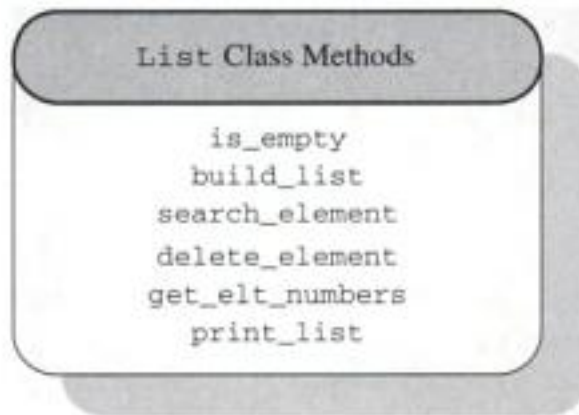 List Class Methods
is_empty
build_list
search_element
delete_element
get_elt_numbers
print_list